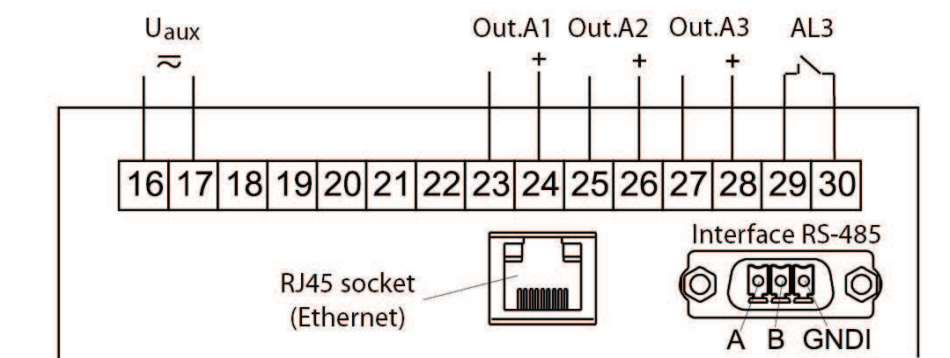 Uaux Out.A1 Out.A2 Out.A3 AL3
+ + +
16 17 18 19 20 21 22 23 24 25 26 27 28 29 30
Interface RS-485
RJ45 socket
(Ethernet)
A B GNDI